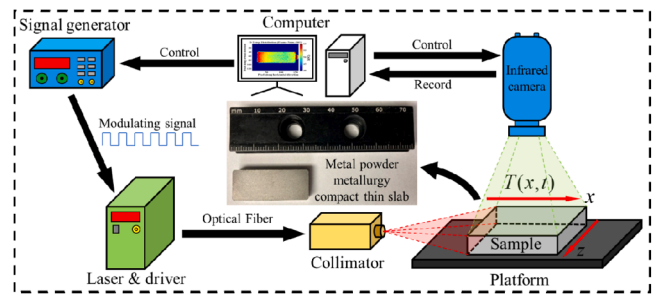 Signal generator
Computer
Control
Control
Record
Infrared
camera
Modulating signal
mm 10 20 30 40 50 60 70
Metal powder
metallurgy
compact thin slab
T(x,t)
x
Optical Fiber
Sample
z
Laser & driver
Collimator
Platform